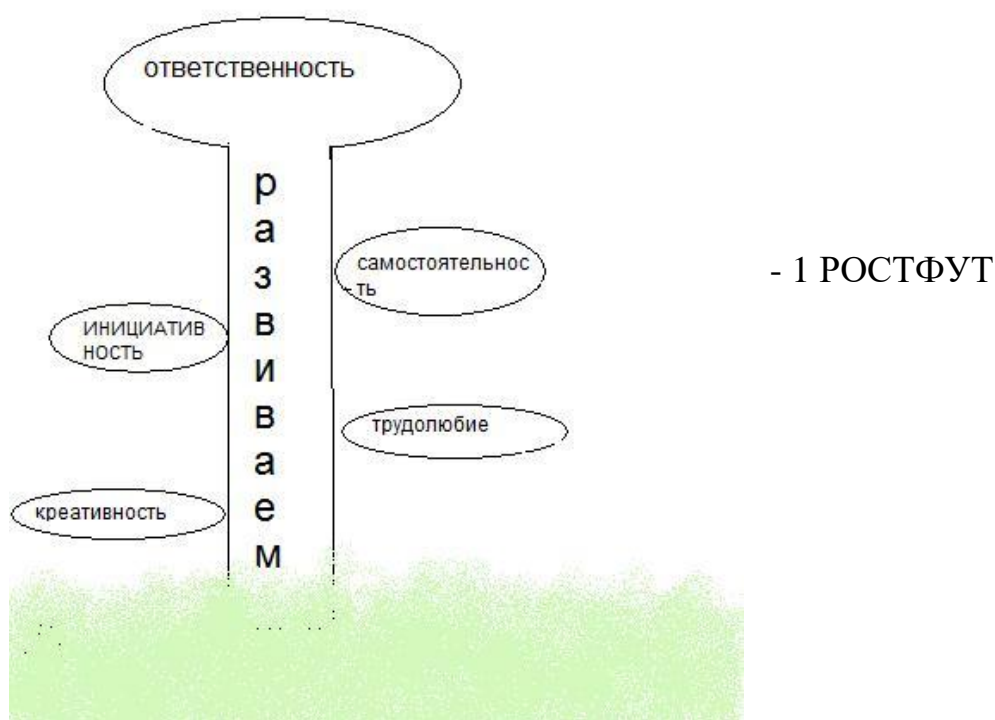 ответственность
р
а
з
в
и
в
а
е
м
самостоятельнос
ть
- 1 РОСТФУТ
ИНИЦИАТИВ
НОСТЬ
трудолюбие
креативность